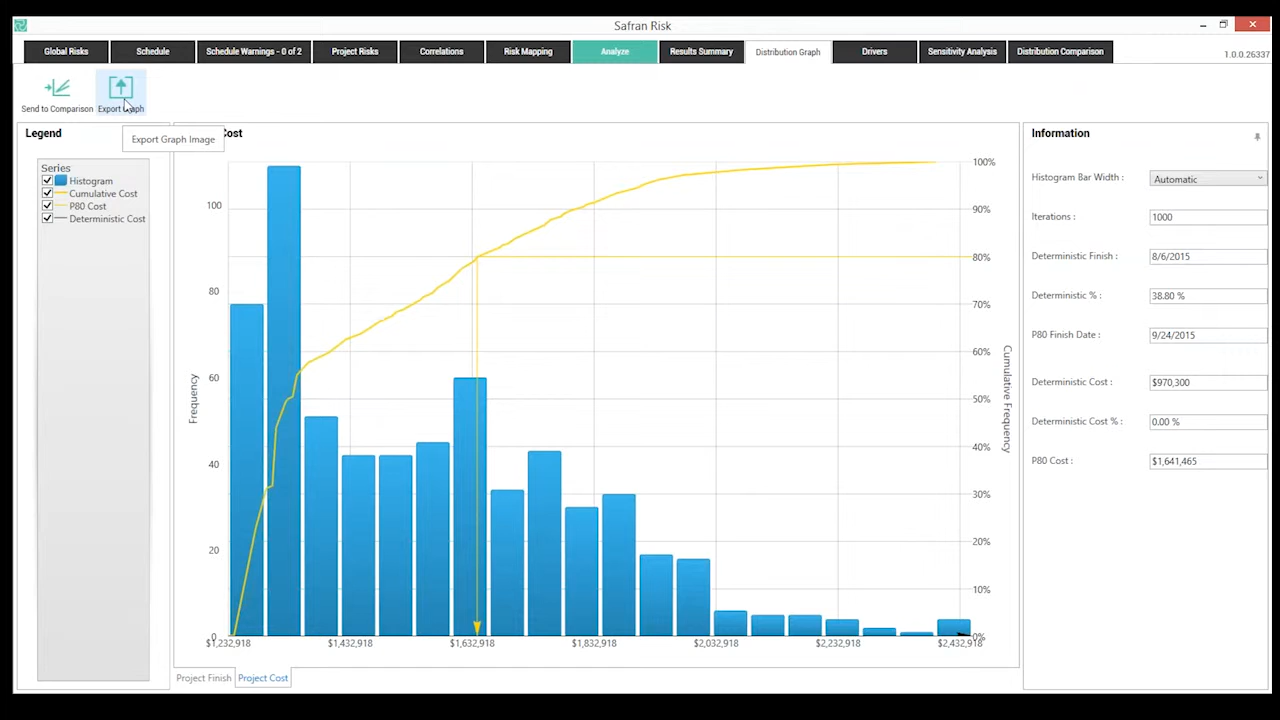 Safran Risk
Global Risks
Schedule
Schedule Warnings - 0 of 2
Project Risks
Correlations
Risk Mapping
Analyze
Results Summary
Distribution Graph
Drivers
Sensitivity Analysis
Distribution Comparison
1.0.0.26337
Send to Comparison
Export Graph
Export Graph Image
Legend
Series
Histogram
Cumulative Cost
P80 Cost
Deterministic Cost
Cost
Frequency
100
80
60
40
20
0
$1,232,918
$1,432,918
$1,632,918
$1,832,918
$2,032,918
$2,232,918
$2,432,918
100%
90%
80%
70%
60%
50%
40%
30%
20%
10%
0%
Cumulative Frequency
Project Finish
Project Cost
Information
Histogram Bar Width : Automatic
Iterations : 1000
Deterministic Finish : 8/6/2015
Deterministic % : 38.80 %
P80 Finish Date : 9/24/2015
Deterministic Cost : $970,300
Deterministic Cost % : 0.00 %
P80 Cost : $1,641,465